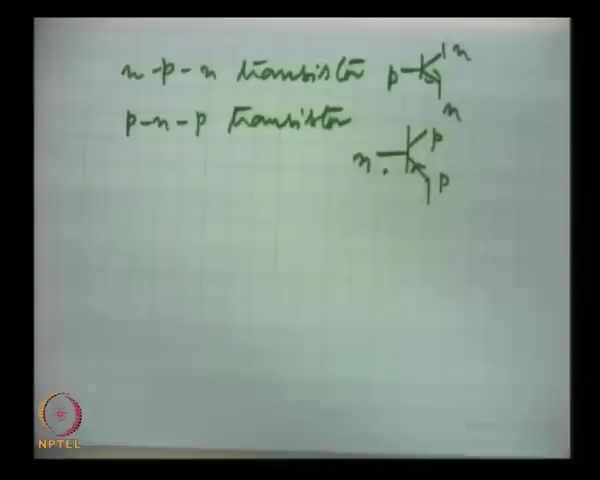 n-p-n transistor p n
n
p-n-p transistor
n p
p
NPTEL